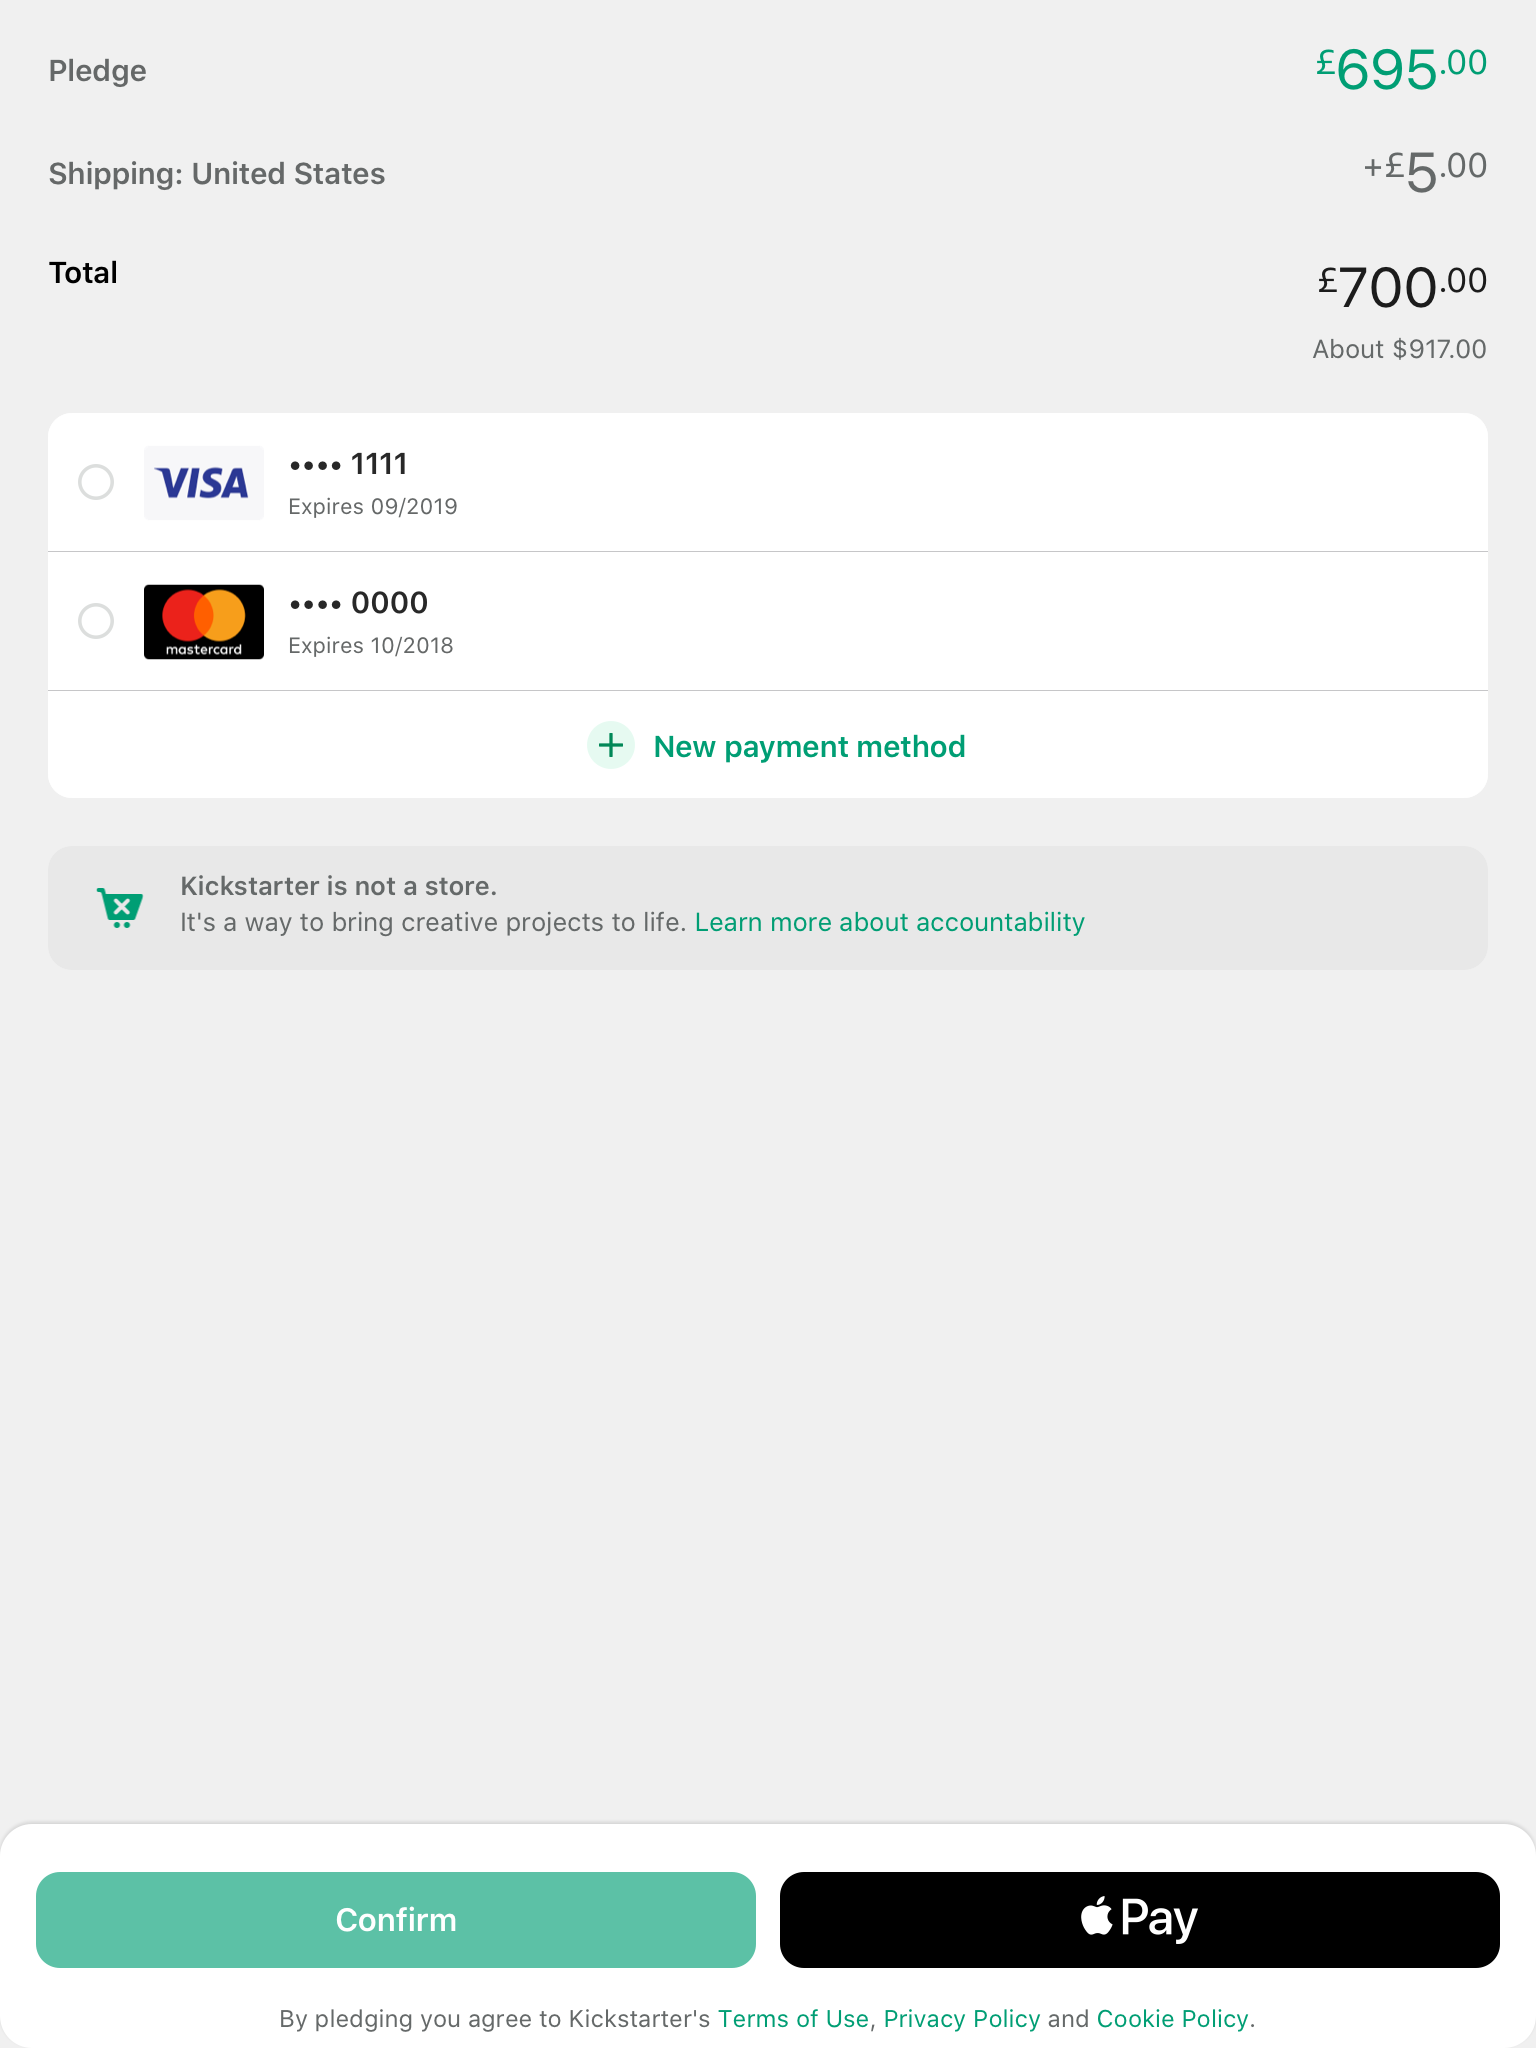 Pledge £695.00
Shipping: United States +£5.00
Total £700.00
About $917.00
VISA •••• 1111
Expires 09/2019
mastercard •••• 0000
Expires 10/2018
New payment method
Kickstarter is not a store.
It's a way to bring creative projects to life. Learn more about accountability
Confirm
Pay
By pledging you agree to Kickstarter's Terms of Use, Privacy Policy and Cookie Policy.